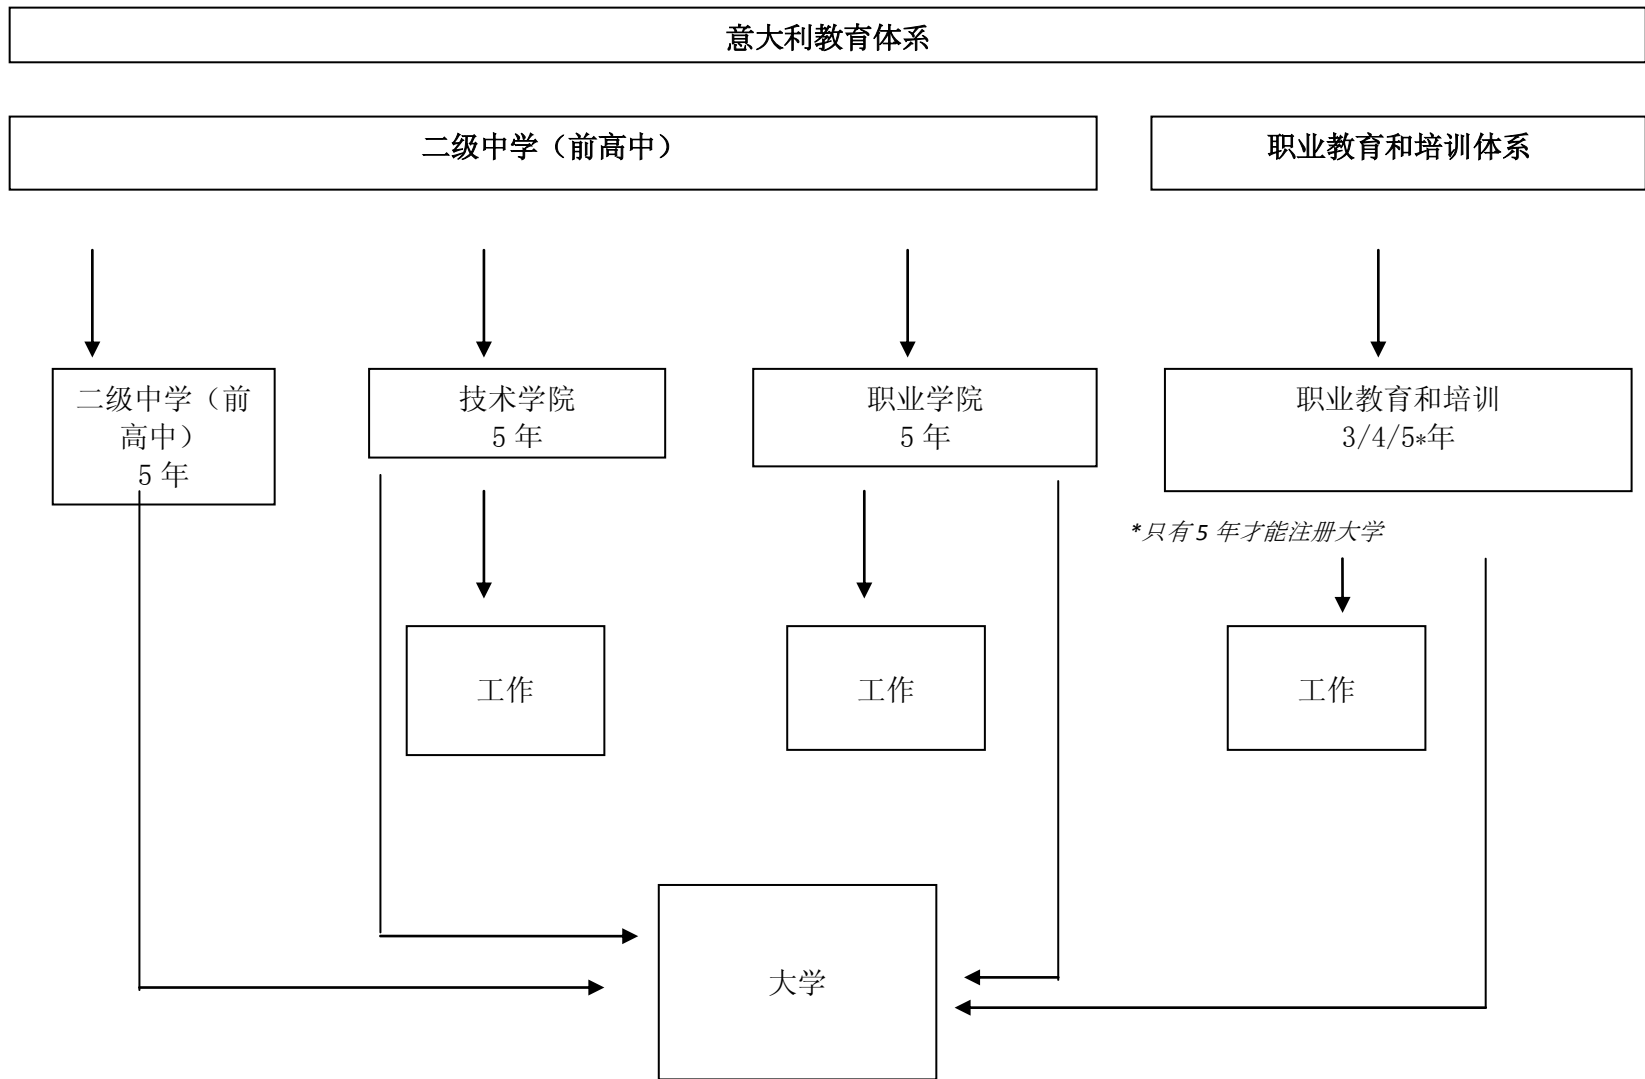 意大利教育体系
二级中学（前高中）
职业教育和培训体系
二级中学（前
高中）
5 年
技术学院
5 年
职业学院
5 年
职业教育和培训
3/4/5*年
*只有 5 年才能注册大学
工作
工作
工作
大学